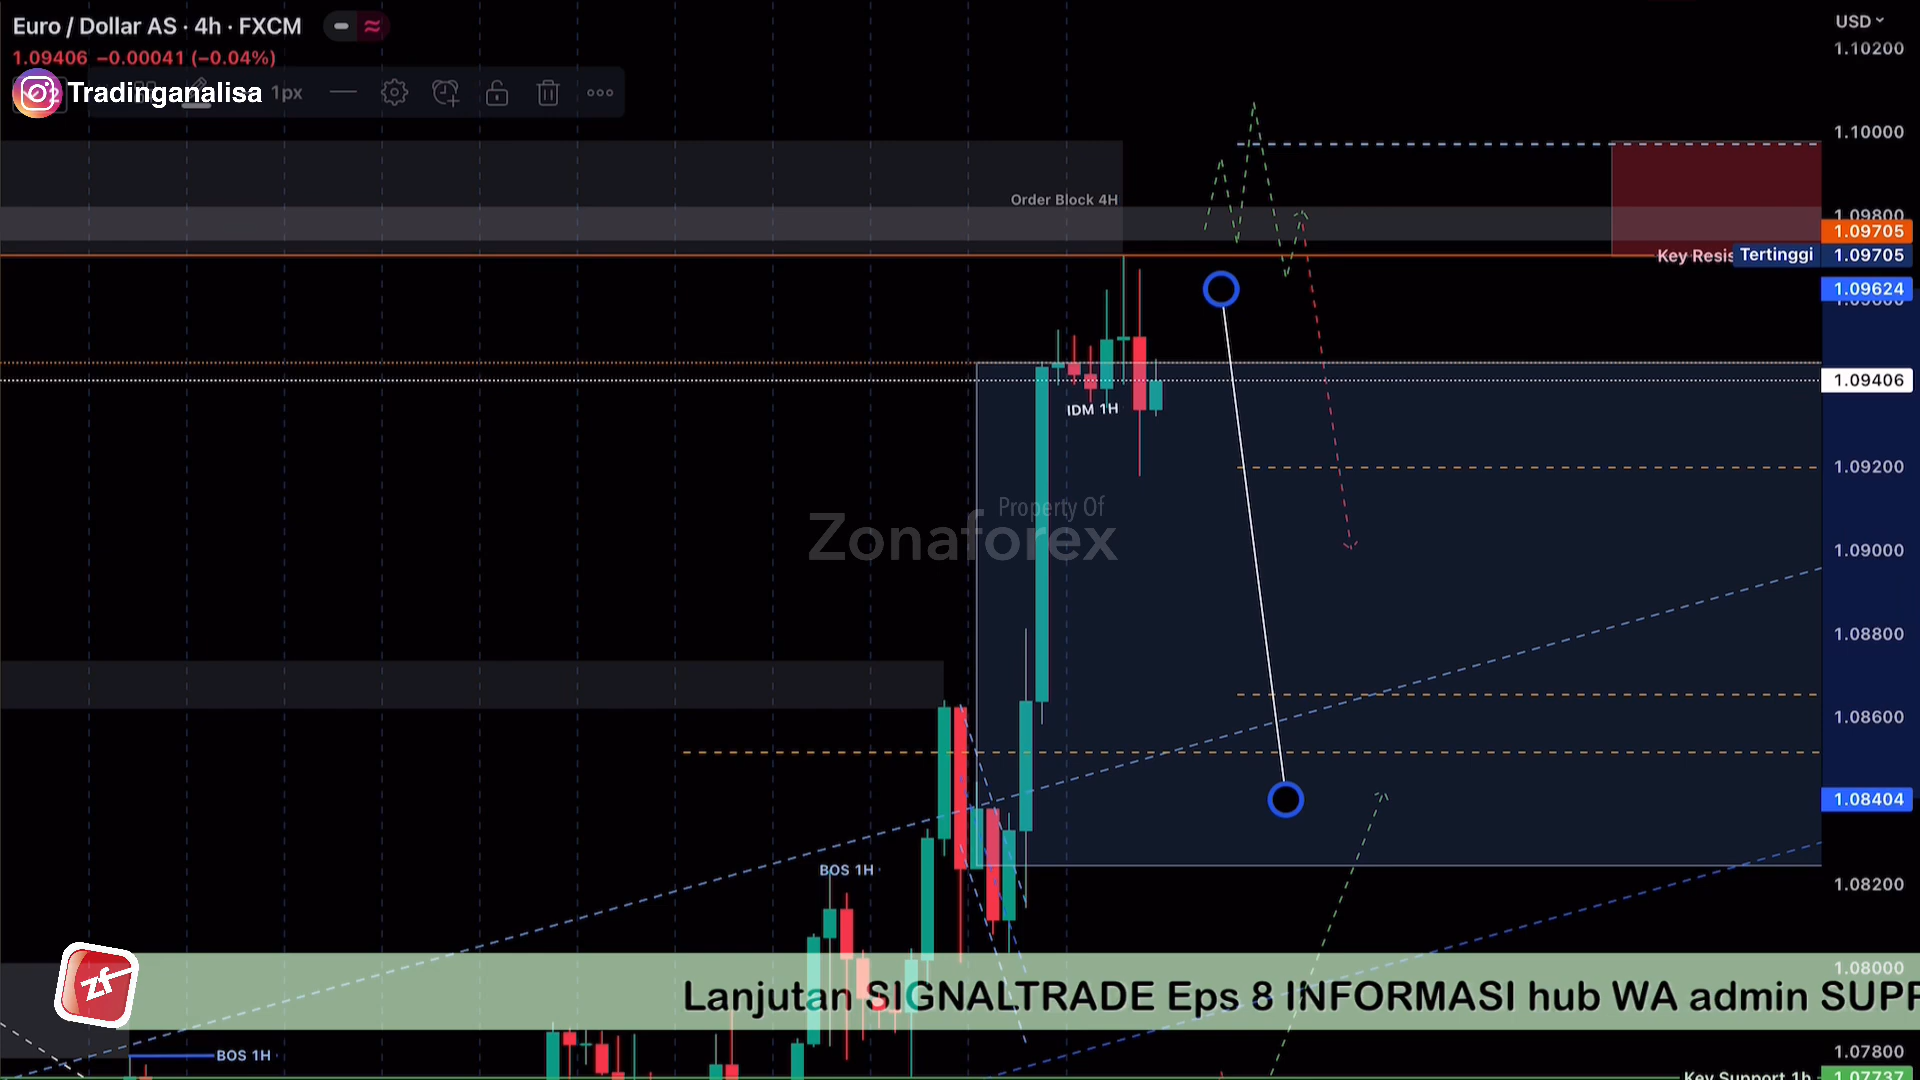 Euro / Dollar AS · 4h · FXCM
USD
1.09406 −0.00041 (−0.04%)
1.10200
Tradinganalisa
1px
1.10000
Order Block 4H
1.09800
1.09705
Key Resis
Tertinggi
1.09705
1.09624
1.09406
IDM 1H
1.09200
Property Of
Zonaforex
1.09000
1.08800
1.08600
1.08404
BOS 1H
1.08200
zf
1.08000
Lanjutan SIGNALTRADE Eps 8 INFORMASI hub WA admin
BOS 1H
1.07800
Key Support 1h
1.07737